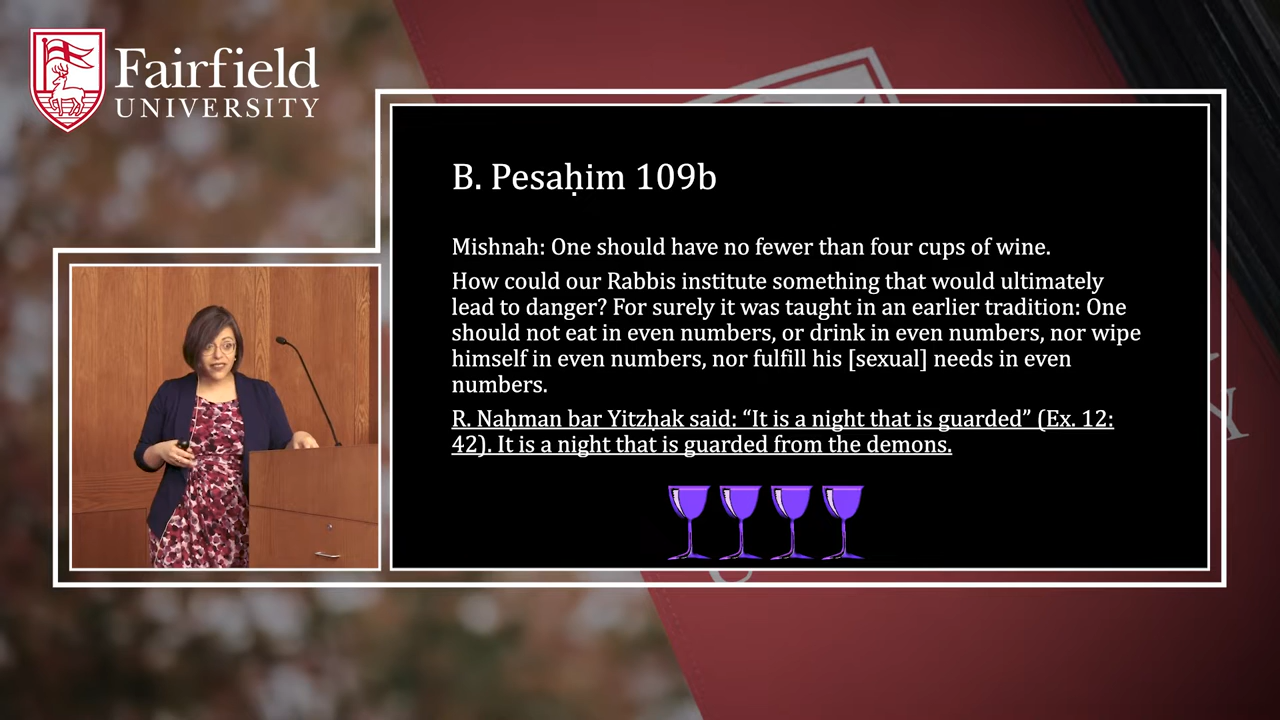 Fairfield
UNIVERSITY
B. Pesaḥim 109b
Mishnah: One should have no fewer than four cups of wine.
How could our Rabbis institute something that would ultimately
lead to danger? For surely it was taught in an earlier tradition: One
should not eat in even numbers, or drink in even numbers, nor wipe
himself in even numbers, nor fulfill his [sexual] needs in even
numbers.
R. Naḥman bar Yitzḥak said: “It is a night that is guarded” (Ex. 12:
42). It is a night that is guarded from the demons.